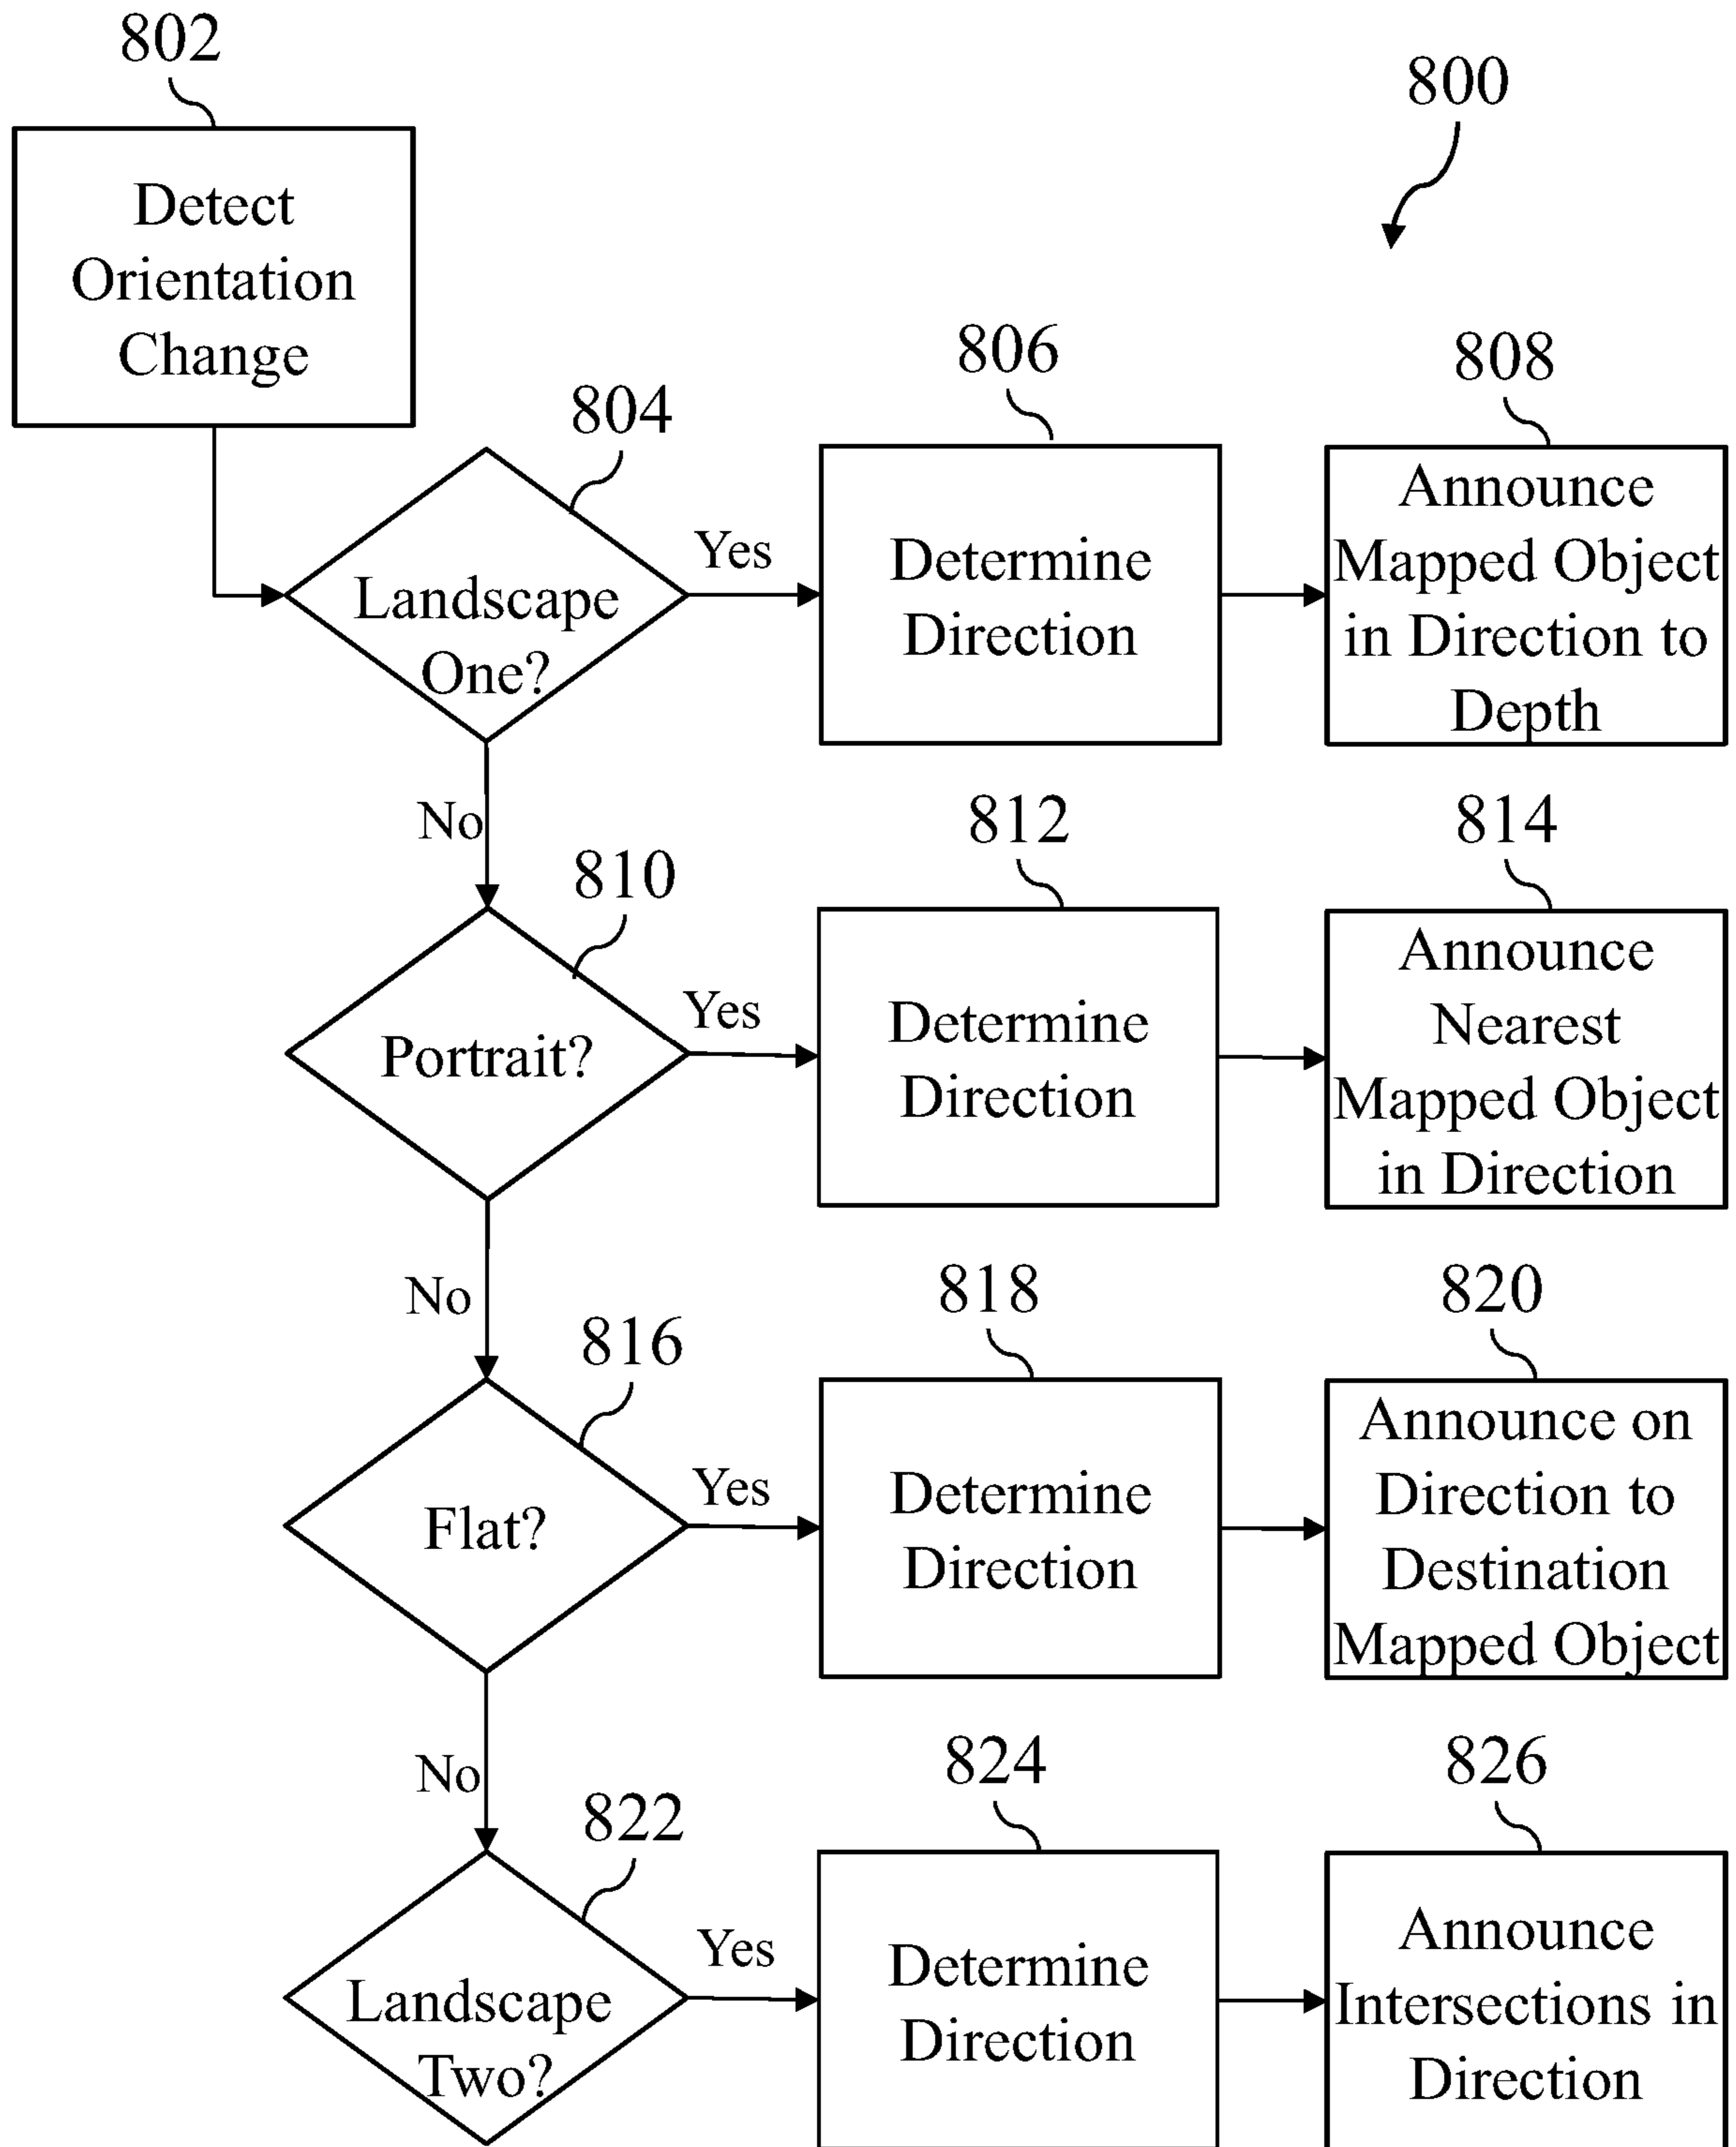 802
800
Detect
Orientation
Change
804
806
808
Landscape
One?
Yes
Determine
Direction
Announce
Mapped Object
in Direction to
Depth
No
810
812
814
Portrait?
Yes
Determine
Direction
Announce
Nearest
Mapped Object
in Direction
No
816
818
820
Flat?
Yes
Determine
Direction
Announce on
Direction to
Destination
Mapped Object
No
822
824
826
Landscape
Two?
Yes
Determine
Direction
Announce
Intersections in
Direction